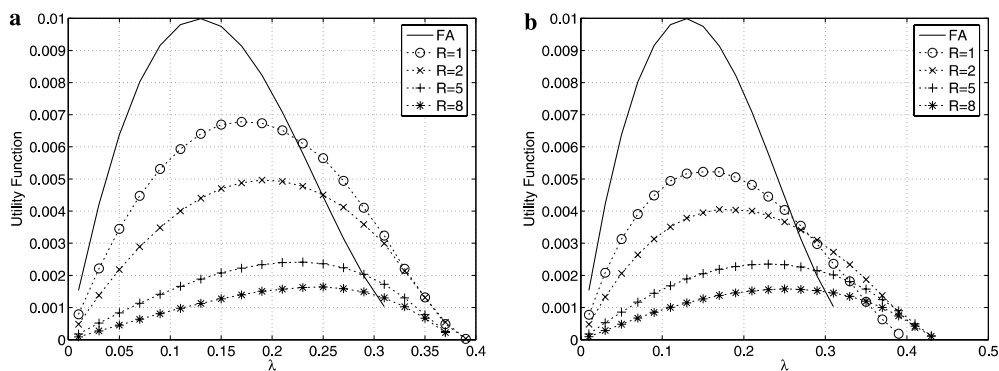 a
Utility Function
0.01
0.009
0.008
0.007
0.006
0.005
0.004
0.003
0.002
0.001
0
0 0.05 0.1 0.15 0.2 0.25 0.3 0.35 0.4
λ
FA
R=1
R=2
R=5
R=8
b
Utility Function
0.01
0.009
0.008
0.007
0.006
0.005
0.004
0.003
0.002
0.001
0
0 0.1 0.2 0.3 0.4 0.5
λ
FA
R=1
R=2
R=5
R=8